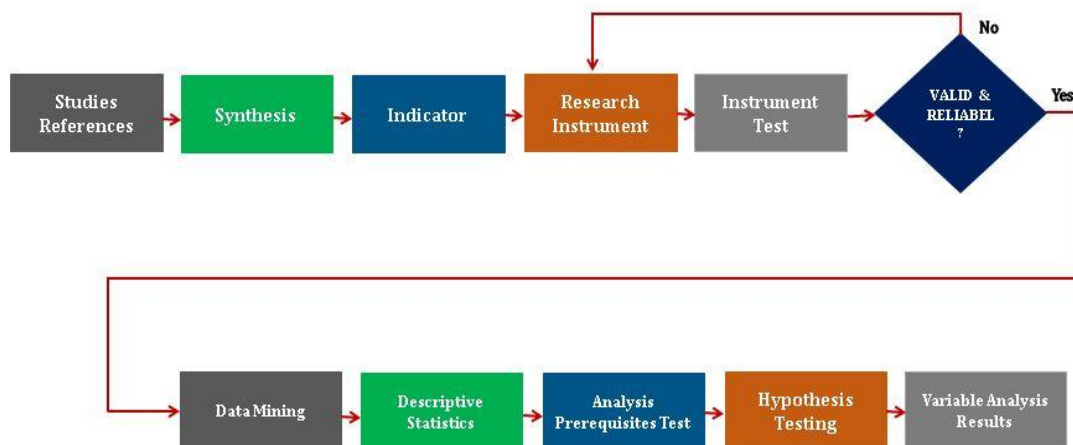 No
Studies
References
Synthesis
Indicator
Research
Instrument
Instrument
Test
VALID &
RELIABEL
?
Yes
Data Mining
Descriptive
Statistics
Analysis
Prerequisites Test
Hypothesis
Testing
Variable Analysis
Results